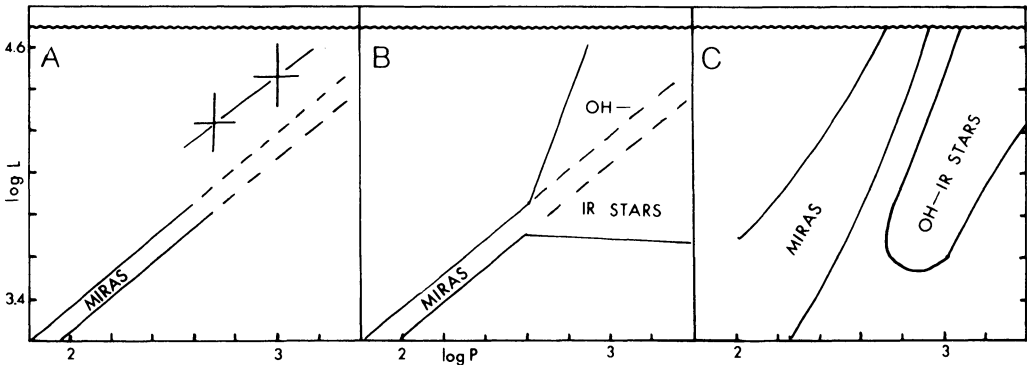 A
B
C
4.6
3.4
log L
MIRAS
2
3
OH—
IR STARS
MIRAS
2
log P
3
MIRAS
OH—IR STARS
2
3